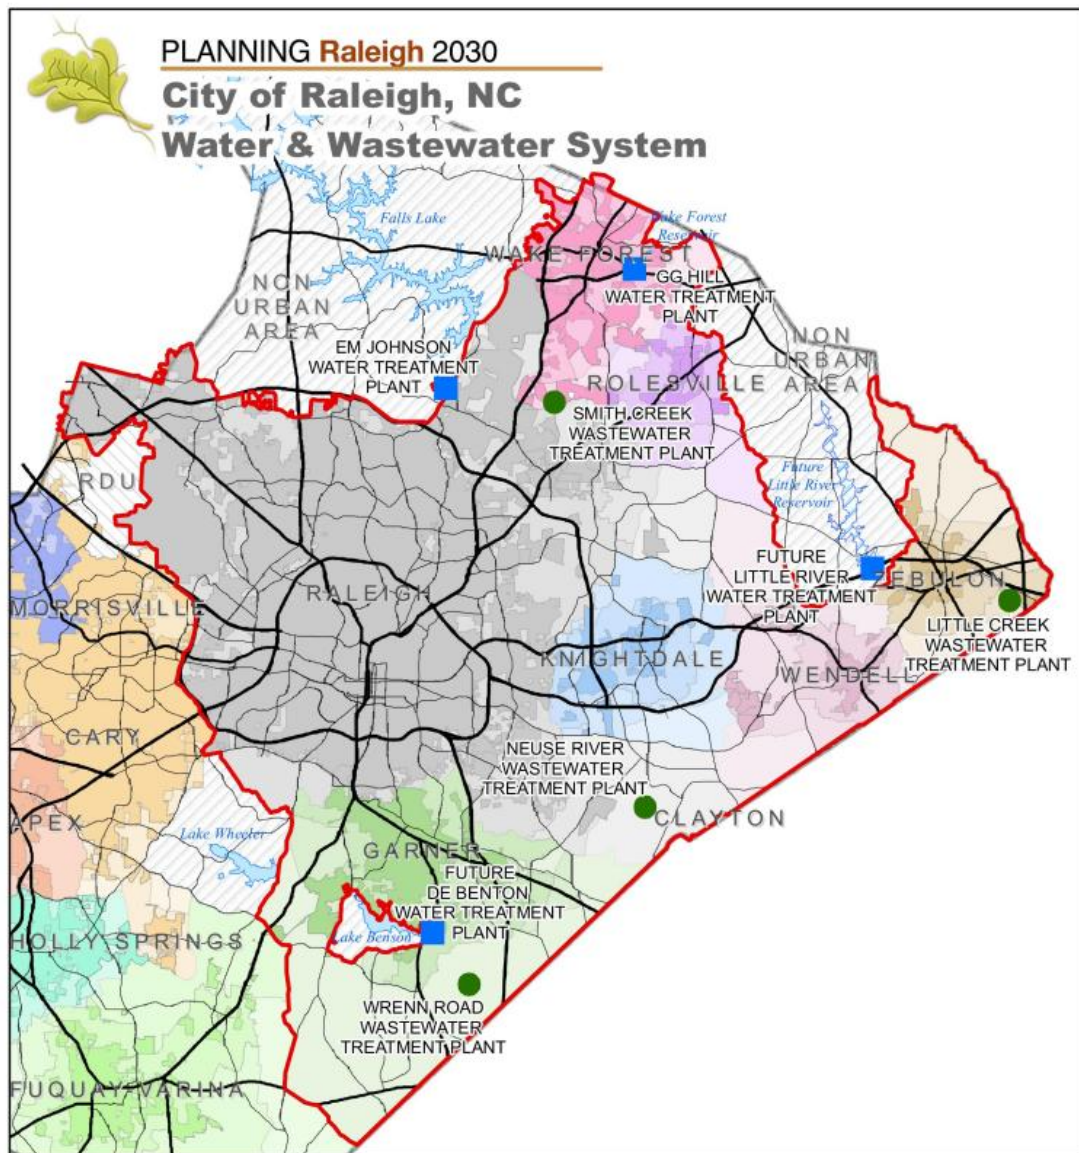 PLANNING Raleigh 2030
City of Raleigh, NC
Water & Wastewater System
Falls Lake
Wake Forest
Reservoir
WAKE FOREST
GG HILL
WATER TREATMENT
PLANT
NON
URBAN
AREA
NON
URBAN
AREA
EM JOHNSON
WATER TREATMENT
PLANT
ROLESVILLE
SMITH CREEK
WASTEWATER
TREATMENT PLANT
RDU
Future
Little River
Reservoir
FUTURE
LITTLE RIVER
WATER TREATMENT
PLANT
ZEBULON
RALEIGH
MORRISVILLE
LITTLE CREEK
WASTEWATER
TREATMENT PLANT
KNIGHTDALE
WENDELL
CARY
NEUSE RIVER
WASTEWATER
TREATMENT PLANT
CLAYTON
APEX
Lake Wheeler
GARNER
FUTURE
DE BENTON
WATER TREATMENT
PLANT
Lake Benson
HOLLY SPRINGS
WRENN ROAD
WASTEWATER
TREATMENT PLANT
FUQUAY-VARINA